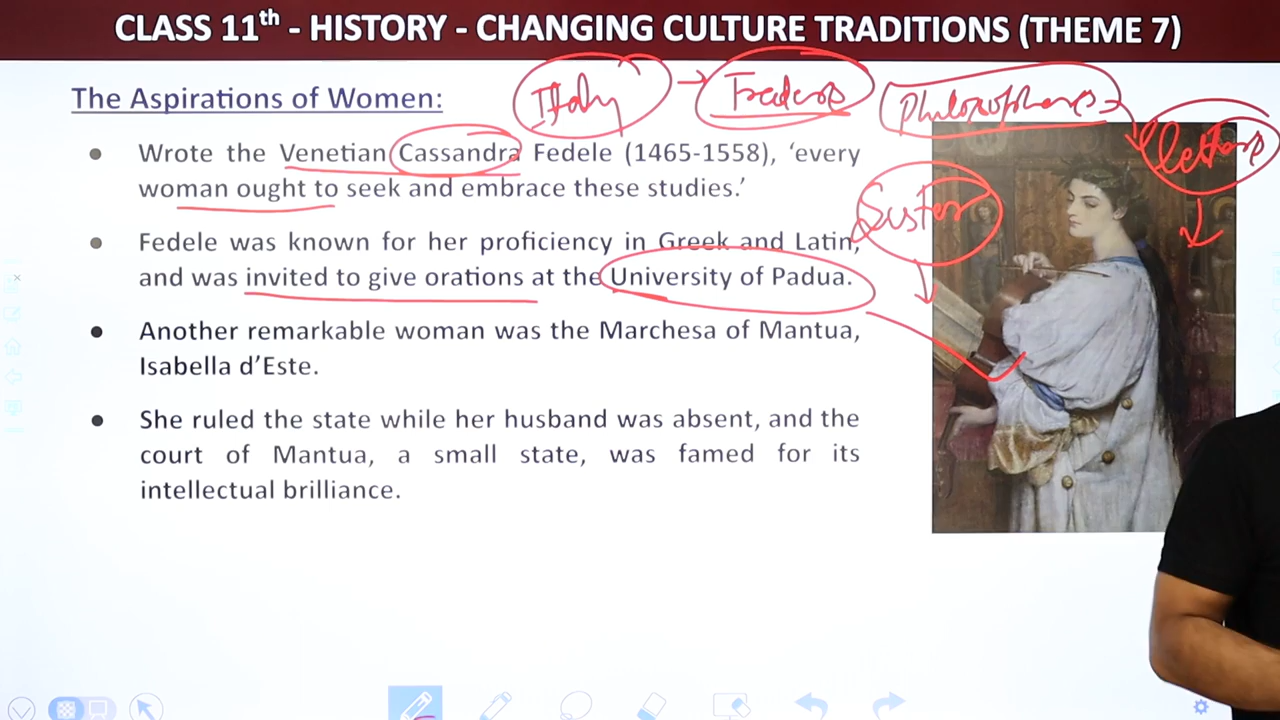 CLASS 11th - HISTORY - CHANGING CULTURE TRADITIONS (THEME 7)
The Aspirations of Women:
Italy
Philosophers
Sister
• Wrote the Venetian Cassandra Fedele (1465-1558), ‘every
woman ought to seek and embrace these studies.’
• Fedele was known for her proficiency in Greek and Latin,
and was invited to give orations at the University of Padua.
• Another remarkable woman was the Marchesa of Mantua,
Isabella d’Este.
• She ruled the state while her husband was absent, and the
court of Mantua, a small state, was famed for its
intellectual brilliance.